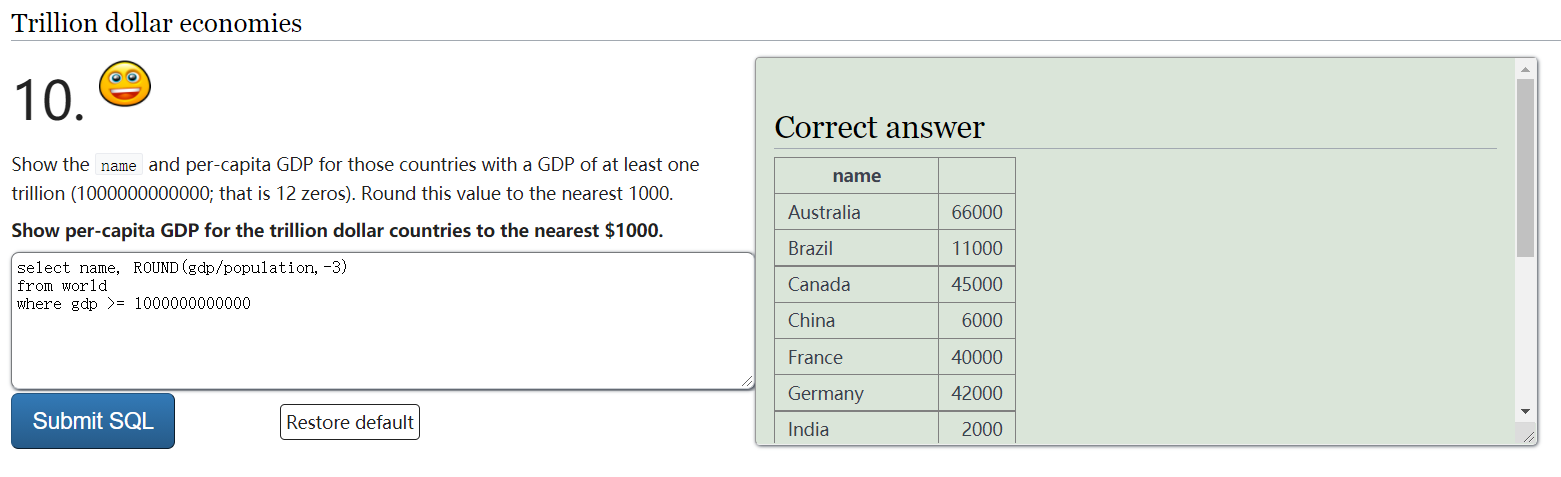 Trillion dollar economies
10.
Show the name and per-capita GDP for those countries with a GDP of at least one
trillion (1000000000000; that is 12 zeros). Round this value to the nearest 1000.
Show per-capita GDP for the trillion dollar countries to the nearest $1000.
select name, ROUND(gdp/population,-3)
from world
where gdp >= 1000000000000
Submit SQL
Restore default
Correct answer
name
Australia 66000
Brazil 11000
Canada 45000
China 6000
France 40000
Germany 42000
India 2000